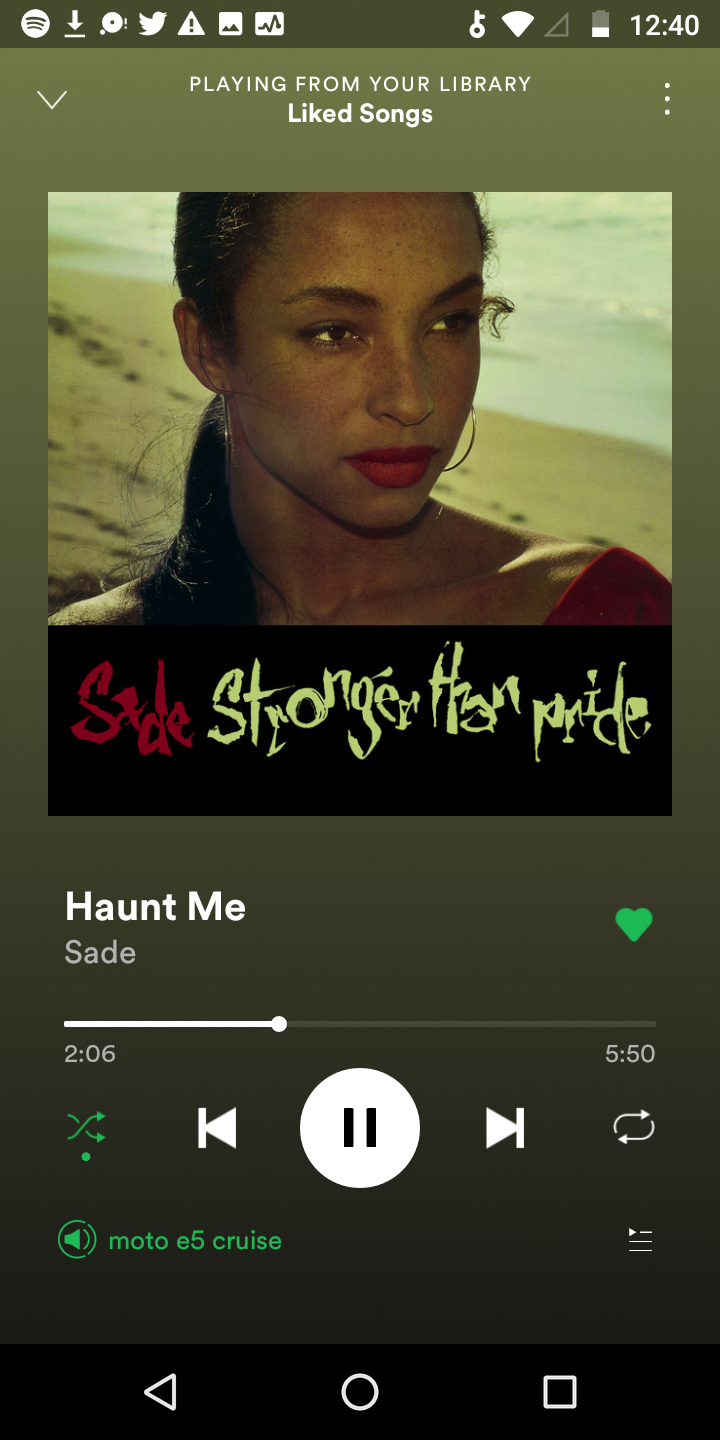 12:40
PLAYING FROM YOUR LIBRARY
Liked Songs
Sade Stronger than pride
Haunt Me
Sade
2:06 5:50
moto e5 cruise